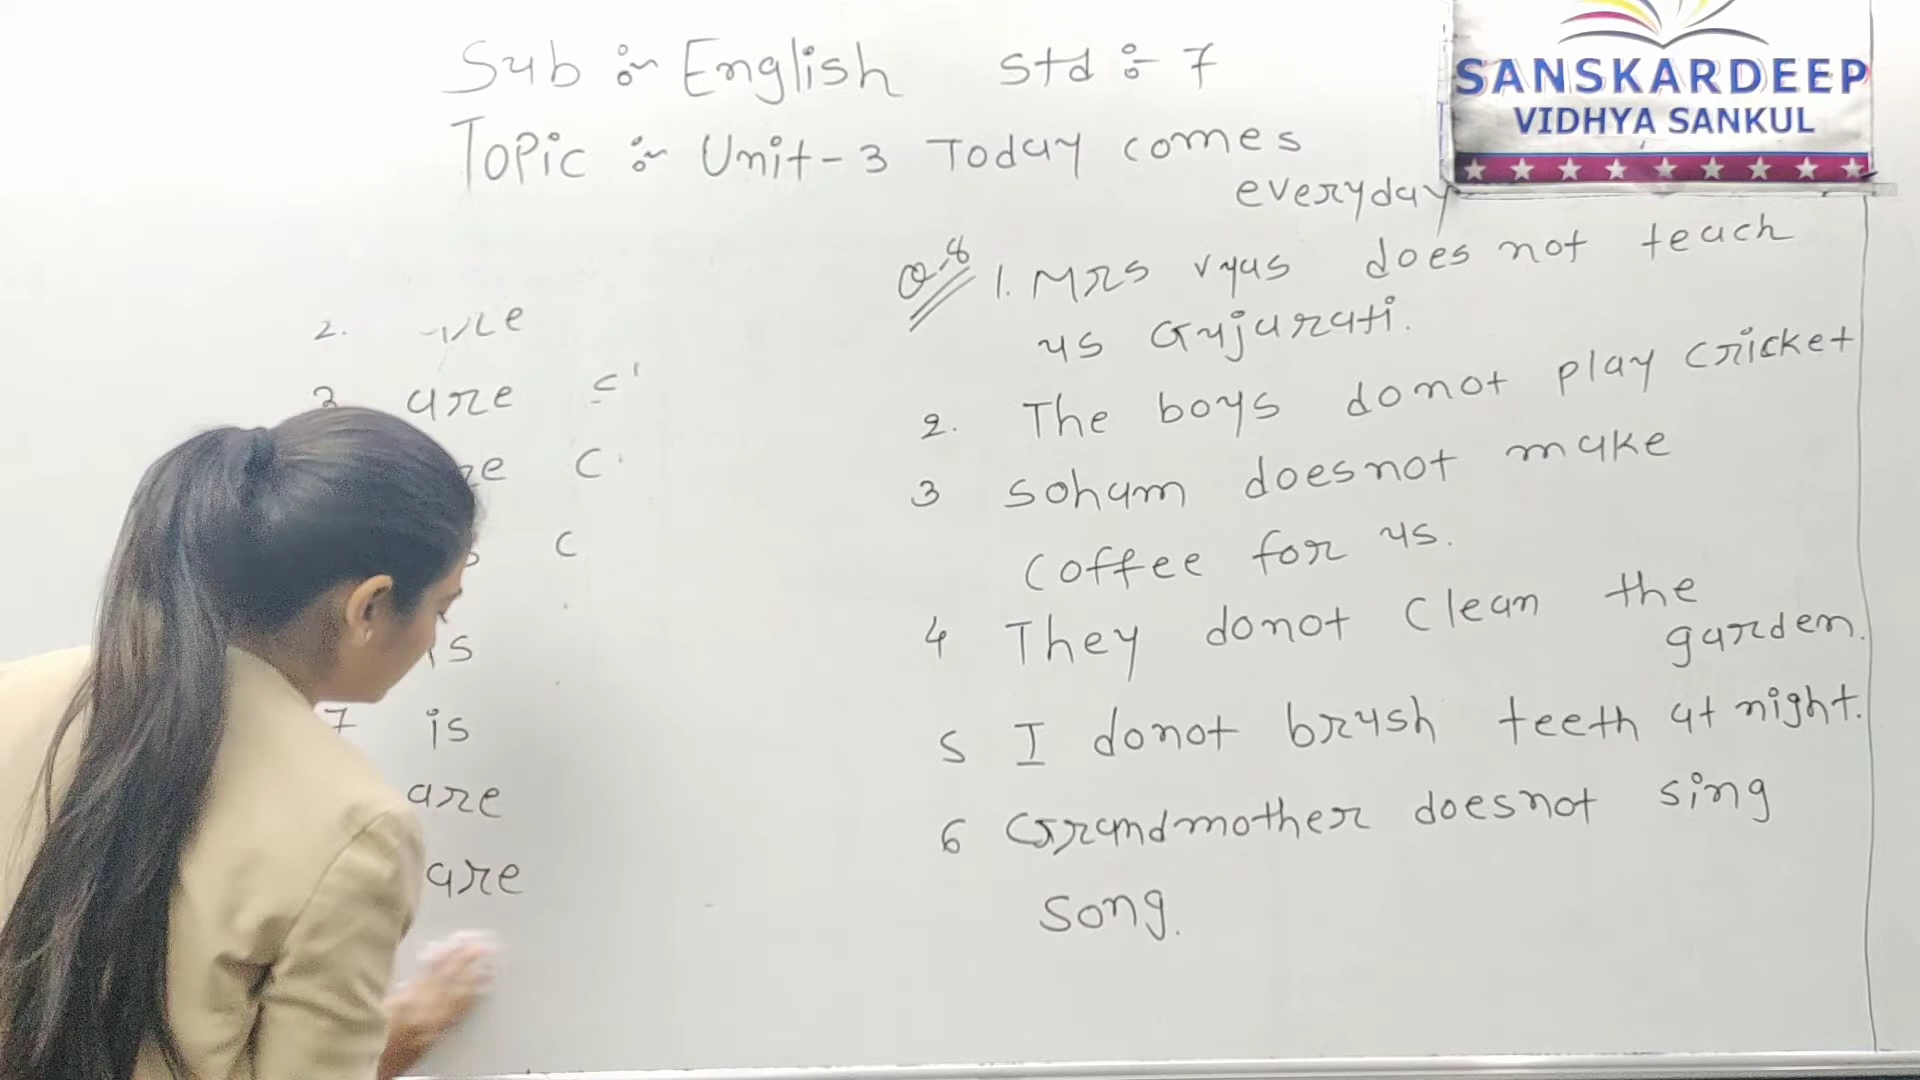 Sub :- English Std :- 7
Topic :- Unit-3 Today comes
everyday
SANSKARDEEP
VIDHYA SANKUL
2.
3 are c
c
c
is
7 is
are
are
Q-8 1. Mrs vyas does not teach
us Gujurati.
2. The boys donot play cricket
3 soham doesnot make
coffee for us.
4 They donot clean the
garden.
5 I donot brush teeth at night.
6 Grandmother doesnot sing
song.